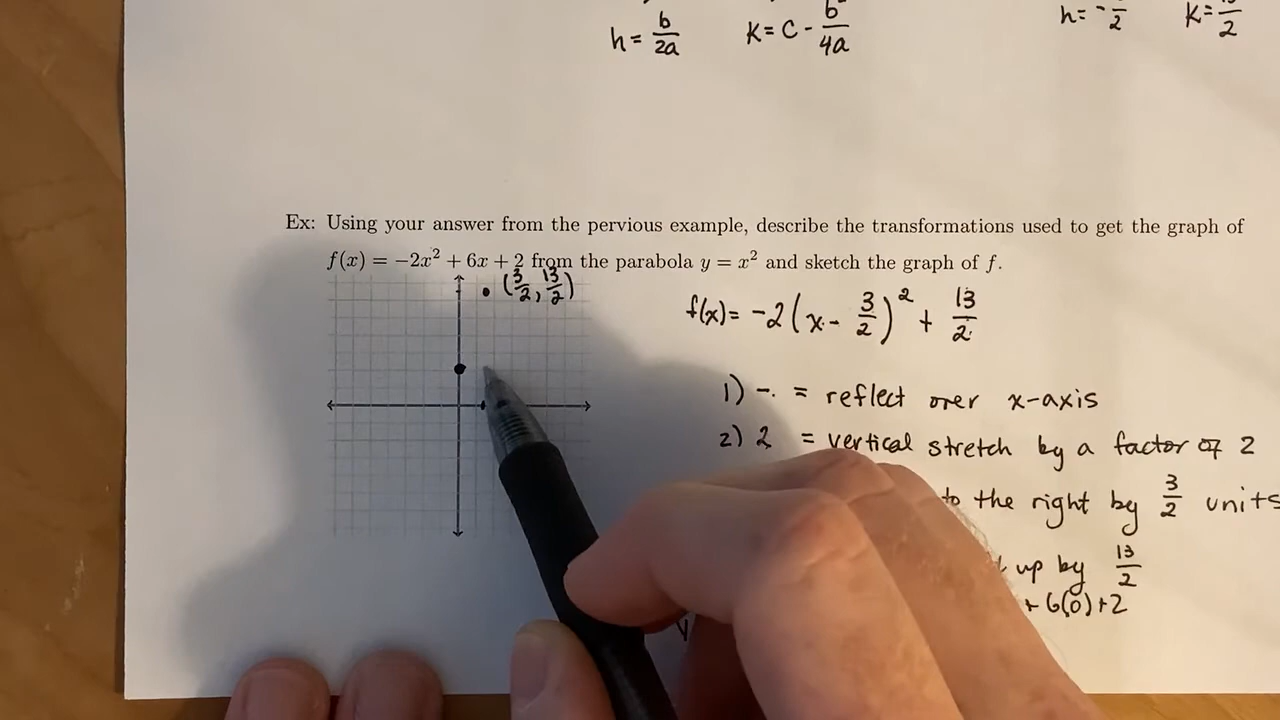 h = b/2a K = C - b/4a h = - /2 K = /2
Ex: Using your answer from the pervious example, describe the transformations used to get the graph of
f(x) = −2x² + 6x + 2 from the parabola y = x² and sketch the graph of f.
(3/2, 13/2)
f(x) = -2(x - 3/2)² + 13/2
1) - = reflect over x-axis
2) 2 = vertical stretch by a factor of 2
to the right by 3/2 units
up by 13/2
+ 6(0)+2